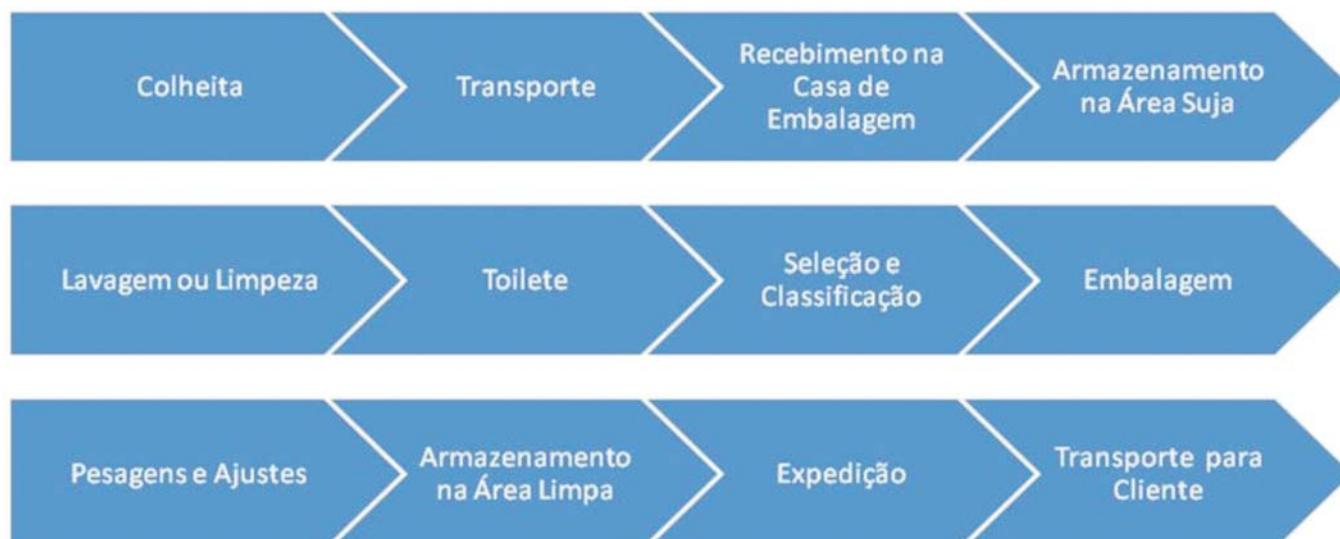 Colheita
Transporte
Recebimento na
Casa de
Embalagem
Armazenamento
na Área Suja
Lavagem ou Limpeza
Toilete
Seleção e
Classificação
Embalagem
Pesagens e Ajustes
Armazenamento
na Área Limpa
Expedição
Transporte para
Cliente